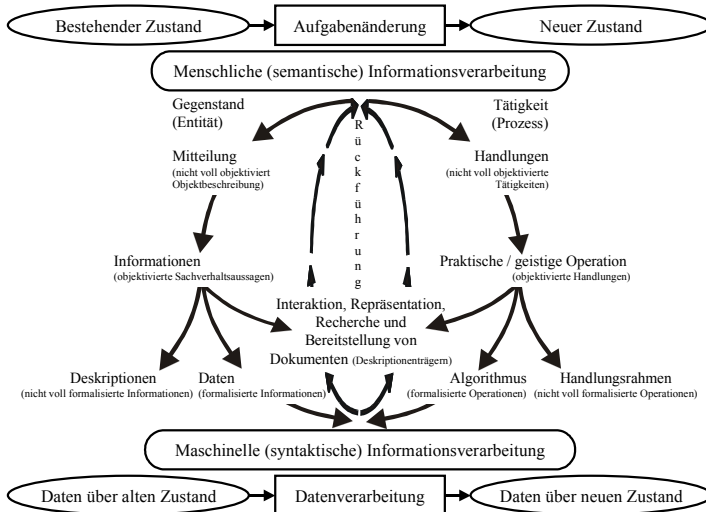 Bestehender Zustand
Aufgabenänderung
Neuer Zustand
Menschliche (semantische) Informationsverarbeitung
Gegenstand
(Entität)
Tätigkeit
(Prozess)
Rückführung
Mitteilung
(nicht voll objektiviert
Objektbeschreibung)
Handlungen
(nicht voll objektivierte
Tätigkeiten)
Informationen
(objektivierte Sachverhaltsaussagen)
Praktische / geistige Operation
(objektivierte Handlungen)
Interaktion, Repräsentation,
Recherche und
Bereitstellung von
Dokumenten (Deskriptionenträgern)
Deskriptionen
(nicht voll formalisierte Informationen)
Daten
(formalisierte Informationen)
Algorithmus
(formalisierte Operationen)
Handlungsrahmen
(nicht voll formalisierte Operationen)
Maschinelle (syntaktische) Informationsverarbeitung
Daten über alten Zustand
Datenverarbeitung
Daten über neuen Zustand